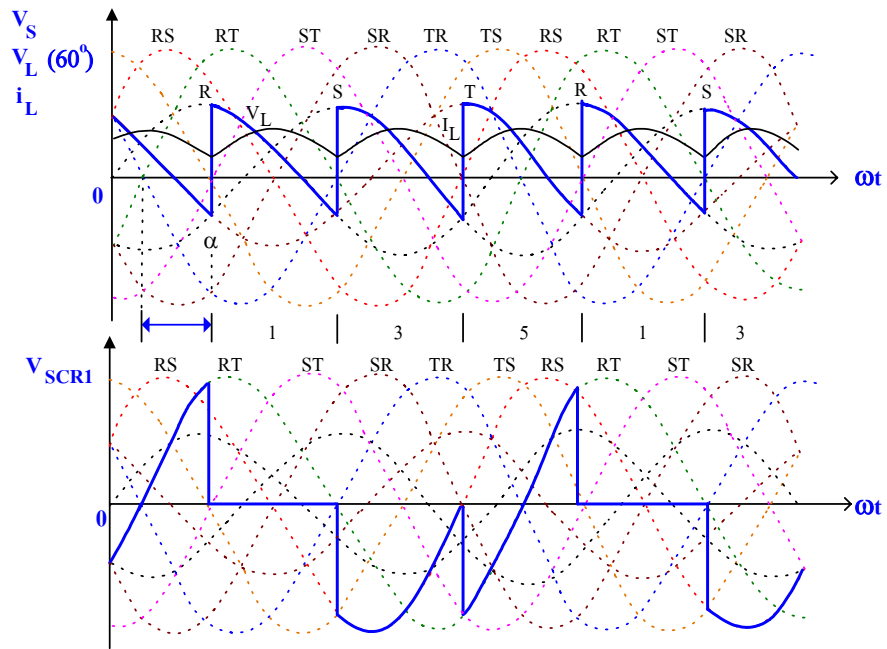 V_S
V_L (60°)
i_L
RS RT ST SR TR TS RS RT ST SR
R S T R S
V_L I_L
0 ωt
α
1 3 5 1 3
V_SCR1
RS RT ST SR TR TS RS RT ST SR
0 ωt